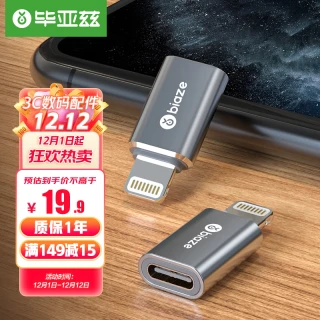 毕亚兹
biaze
biaze
3C数码配件
12.12
12月1日起
狂欢热卖
预估到手价不高于
¥19.9
质保1年
满149减15
活动时间：
12月1日-12月12日